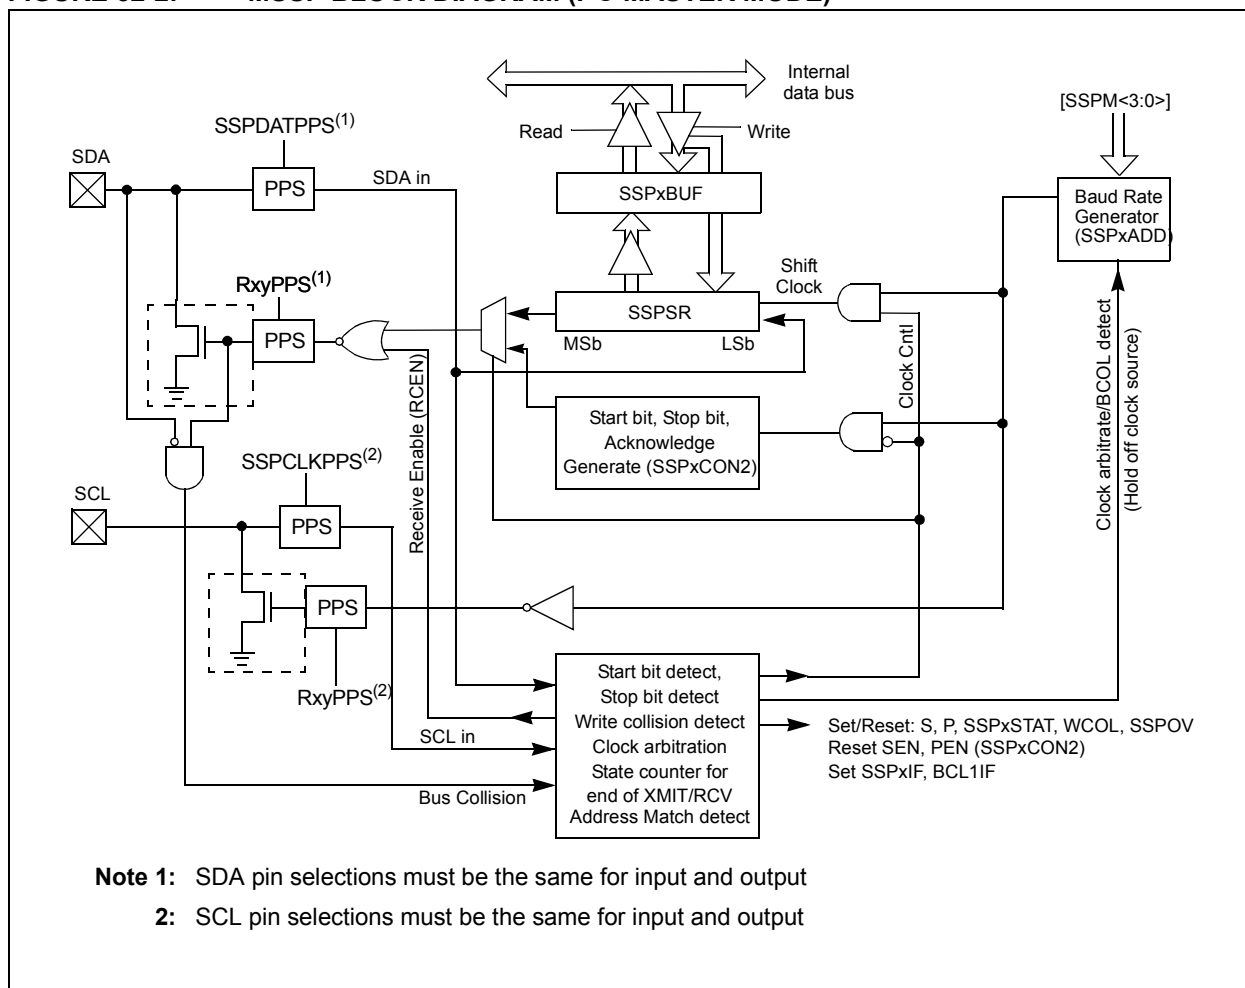 Internal
data bus
[SSPM<3:0>]
SSPDATPPS(1)
Read
Write
SDA
PPS
SDA in
SSPxBUF
Baud Rate
Generator
(SSPxADD)
Shift
Clock
RxyPPS(1)
SSPSR
PPS
MSb
LSb
Clock Cntl
Receive Enable (RCEN)
Clock arbitrate/BCOL detect
(Hold off clock source)
Start bit, Stop bit,
Acknowledge
Generate (SSPxCON2)
SSPCLKPPS(2)
SCL
PPS
PPS
RxyPPS(2)
Start bit detect,
Stop bit detect
Write collision detect
Clock arbitration
State counter for
end of XMIT/RCV
Address Match detect
SCL in
Bus Collision
Set/Reset: S, P, SSPxSTAT, WCOL, SSPOV
Reset SEN, PEN (SSPxCON2)
Set SSPxIF, BCL1IF
Note 1: SDA pin selections must be the same for input and output
2: SCL pin selections must be the same for input and output